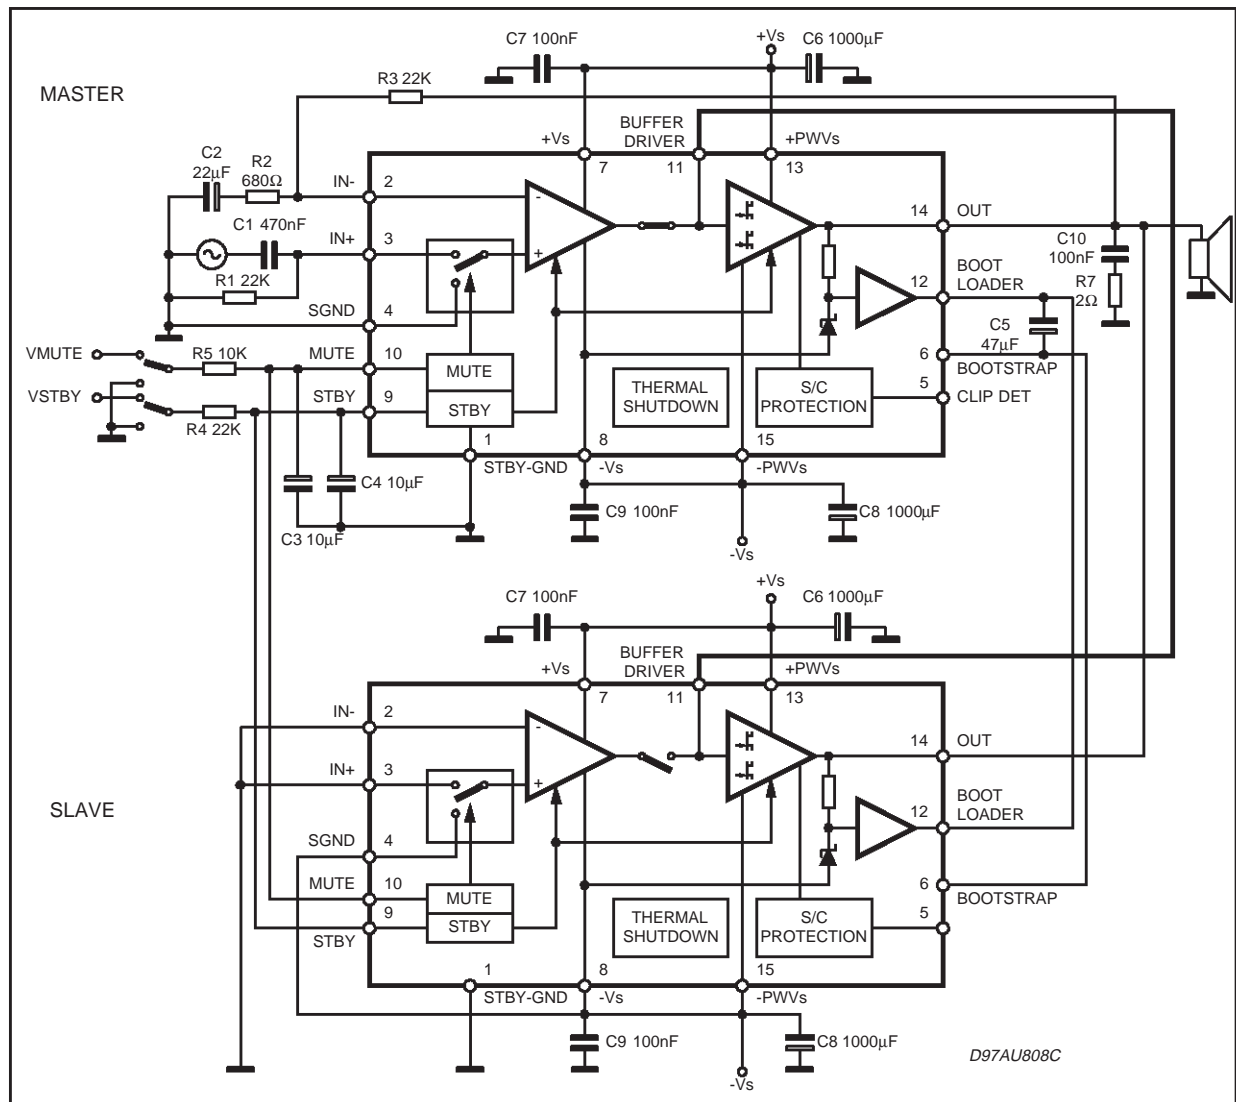 C7 100nF
+Vs
C6 1000µF
R3 22K
MASTER
BUFFER
DRIVER
+Vs
+PWVs
7
11
13
C2
22µF
R2
680Ω
IN-
2
-
14
OUT
C1 470nF
IN+
3
+
C10
100nF
R1 22K
12
BOOT
LOADER
R7
2Ω
SGND
4
C5
47µF
VMUTE
R5 10K
MUTE
10
MUTE
6
BOOTSTRAP
THERMAL
SHUTDOWN
S/C
PROTECTION
5
CLIP DET
VSTBY
STBY
9
STBY
R4 22K
1
8
15
STBY-GND
-Vs
-PWVs
C4 10µF
C9 100nF
C8 1000µF
C3 10µF
-Vs
+Vs
C7 100nF
C6 1000µF
BUFFER
DRIVER
+Vs
+PWVs
7
11
13
IN-
2
-
14
OUT
IN+
3
+
SLAVE
12
BOOT
LOADER
SGND
4
MUTE
10
MUTE
6
BOOTSTRAP
9
STBY
STBY
THERMAL
SHUTDOWN
S/C
PROTECTION
5
1
8
15
STBY-GND
-Vs
-PWVs
C9 100nF
C8 1000µF
D97AU808C
-Vs